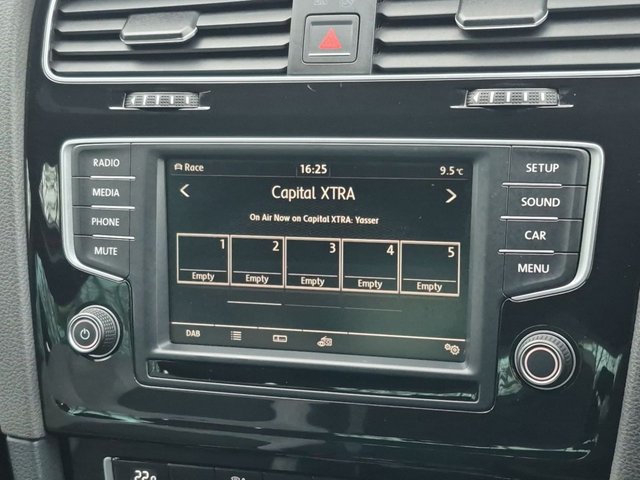 RADIO
MEDIA
PHONE
MUTE
Race 16:25 9.5°C
Capital XTRA
On Air Now on Capital XTRA: Yasser
1 2 3 4 5
Empty Empty Empty Empty Empty
DAB
SETUP
SOUND
CAR
MENU